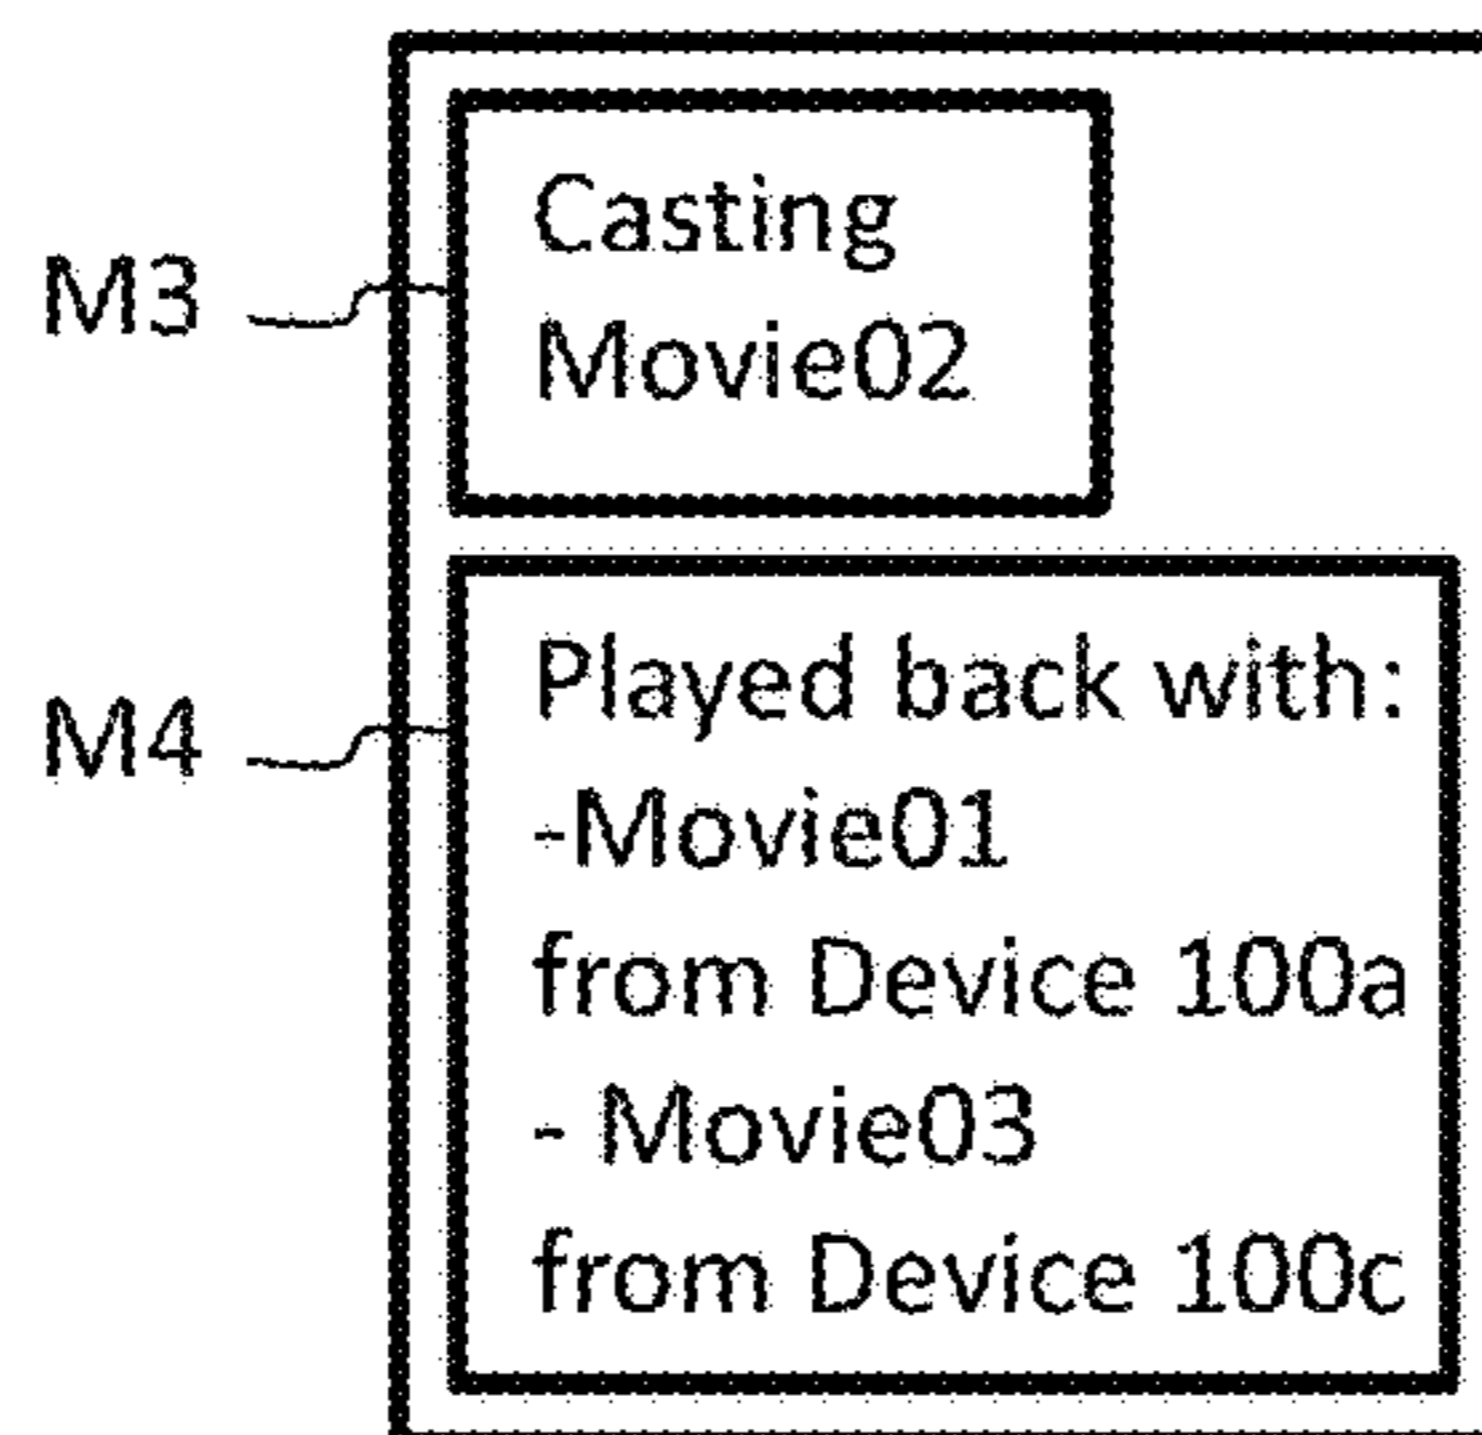 M3
Casting
Movie02
M4
Played back with:
-Movie01
from Device 100a
- Movie03
from Device 100c